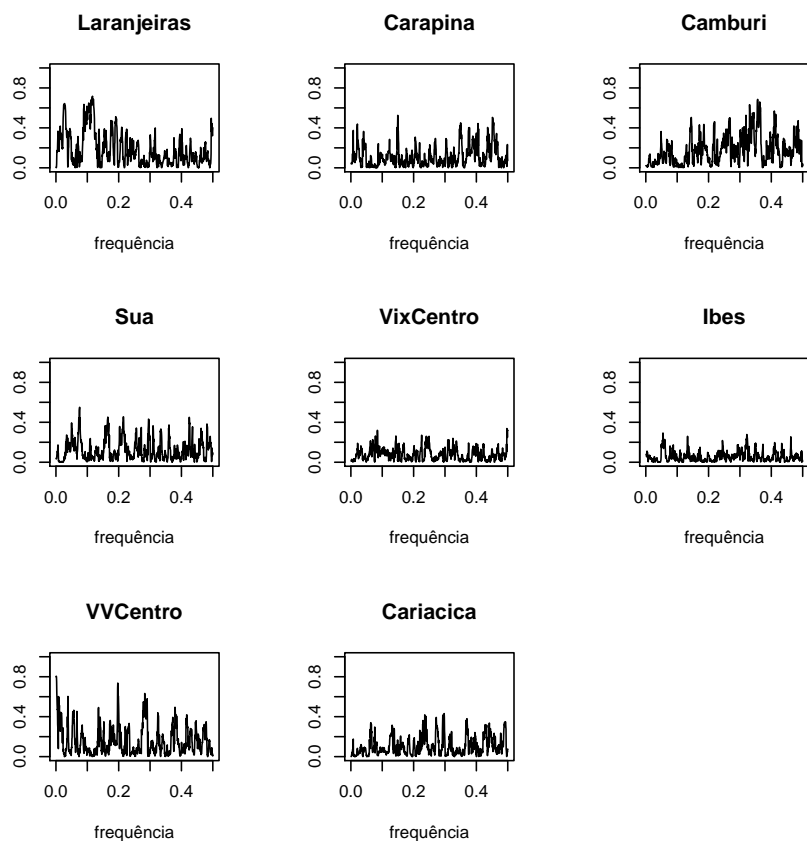 Laranjeiras
0.0 0.4 0.8
0.0 0.2 0.4
frequência
Carapina
0.0 0.4 0.8
0.0 0.2 0.4
frequência
Camburi
0.0 0.4 0.8
0.0 0.2 0.4
frequência
Sua
0.0 0.4 0.8
0.0 0.2 0.4
frequência
VixCentro
0.0 0.4 0.8
0.0 0.2 0.4
frequência
Ibes
0.0 0.4 0.8
0.0 0.2 0.4
frequência
VVCentro
0.0 0.4 0.8
0.0 0.2 0.4
frequência
Cariacica
0.0 0.4 0.8
0.0 0.2 0.4
frequência